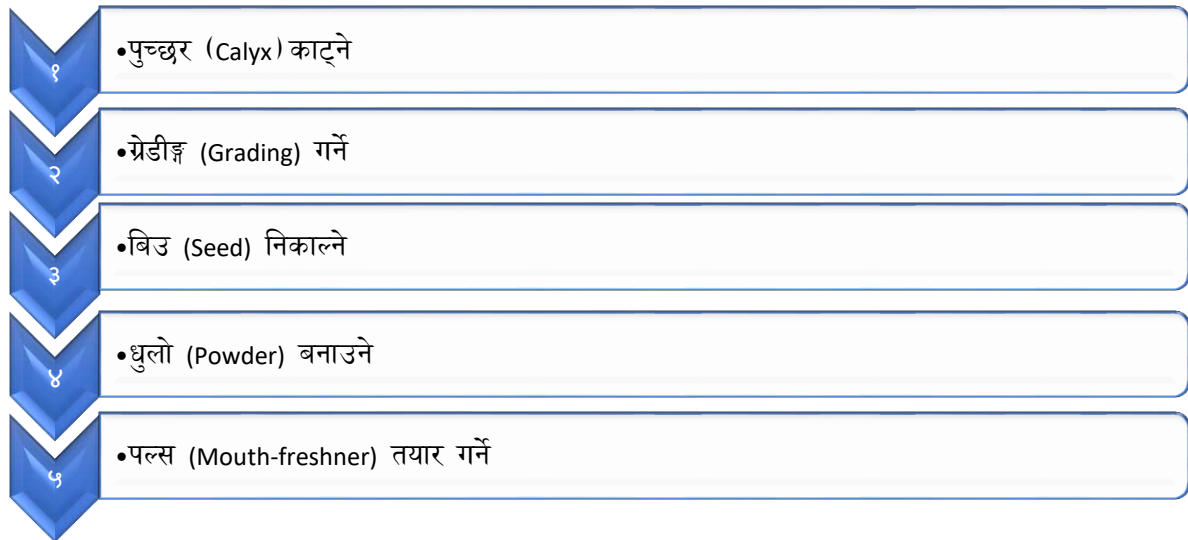 १
•पुच्छर (Calyx) काट्ने
२
•ग्रेडीङ्ग (Grading) गर्ने
३
•बिउ (Seed) निकाल्ने
४
•धुलो (Powder) बनाउने
५
•पल्स (Mouth-freshner) तयार गर्ने